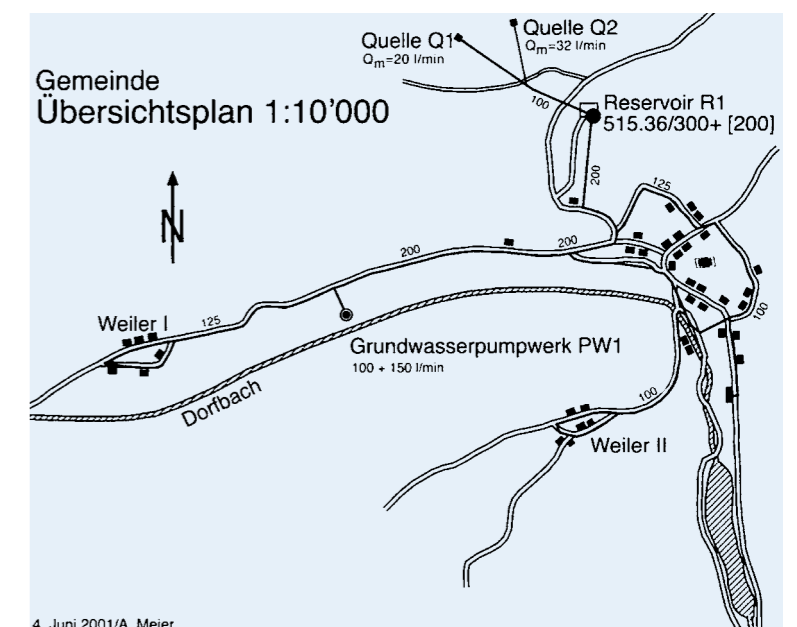 Quelle Q1
Qm=20 l/min
Quelle Q2
Qm=32 l/min
Gemeinde
Übersichtsplan 1:10'000
100
Reservoir R1
515.36/300+ [200]
N
200
125
200
200
Weiler I
125
100
Grundwasserpumpwerk PW1
100 + 150 l/min
Dorfbach
100
Weiler II
4. Juni 2001/A. Meier